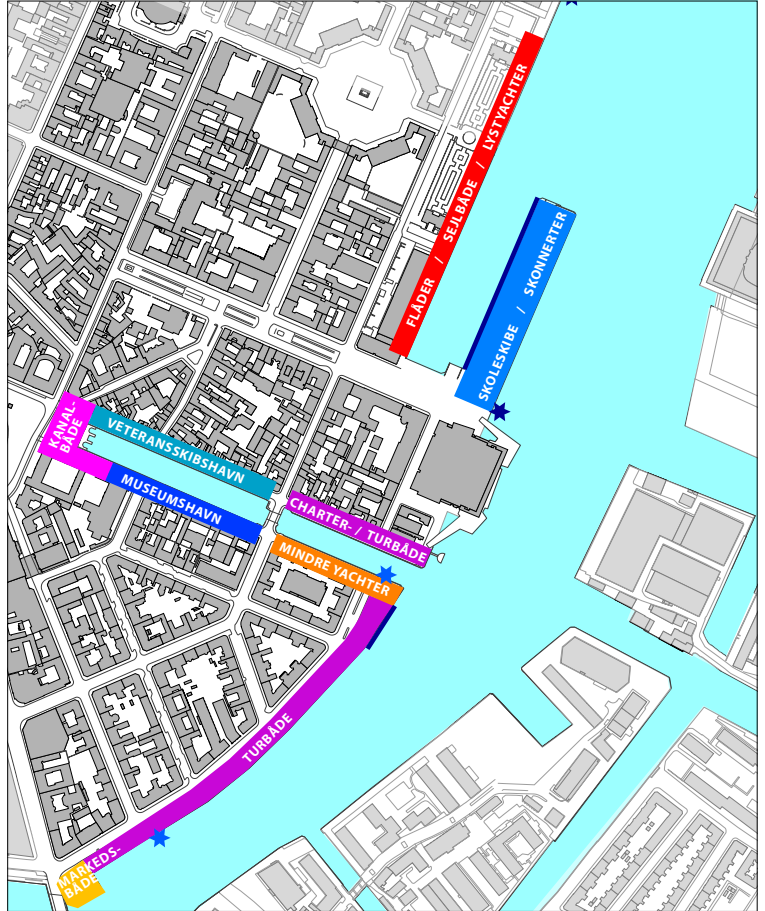 FLÅDER / SEJLBÅDE / LYSTYACHTER
SKOLESKIBE / SKONNERTER
KANAL-
BÅDE
VETERANSSKIBSHAVN
MUSEUMSHAVN
CHARTER- / TURBÅDE
MINDRE YACHTER
TURBÅDE
MARKEDS-
BÅDE